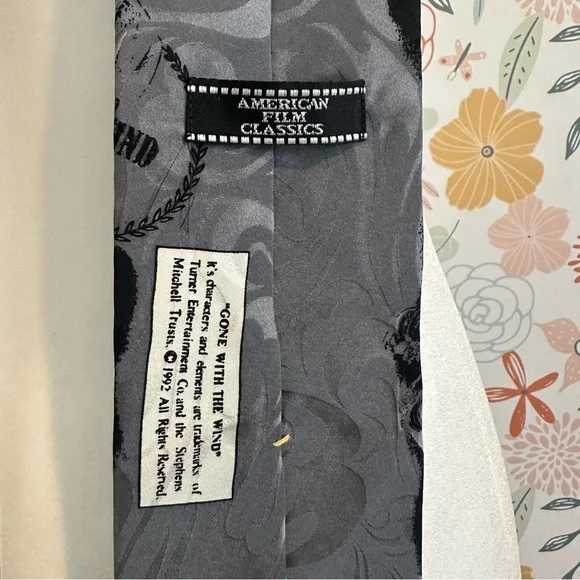 AMERICAN
FILM
CLASSICS
IND
"GONE WITH THE WIND"
It's characters and elements are trademarks of
Turner Entertainment Co. and the Stephens
Mitchell Trusts. © 1992 All Rights Reserved.